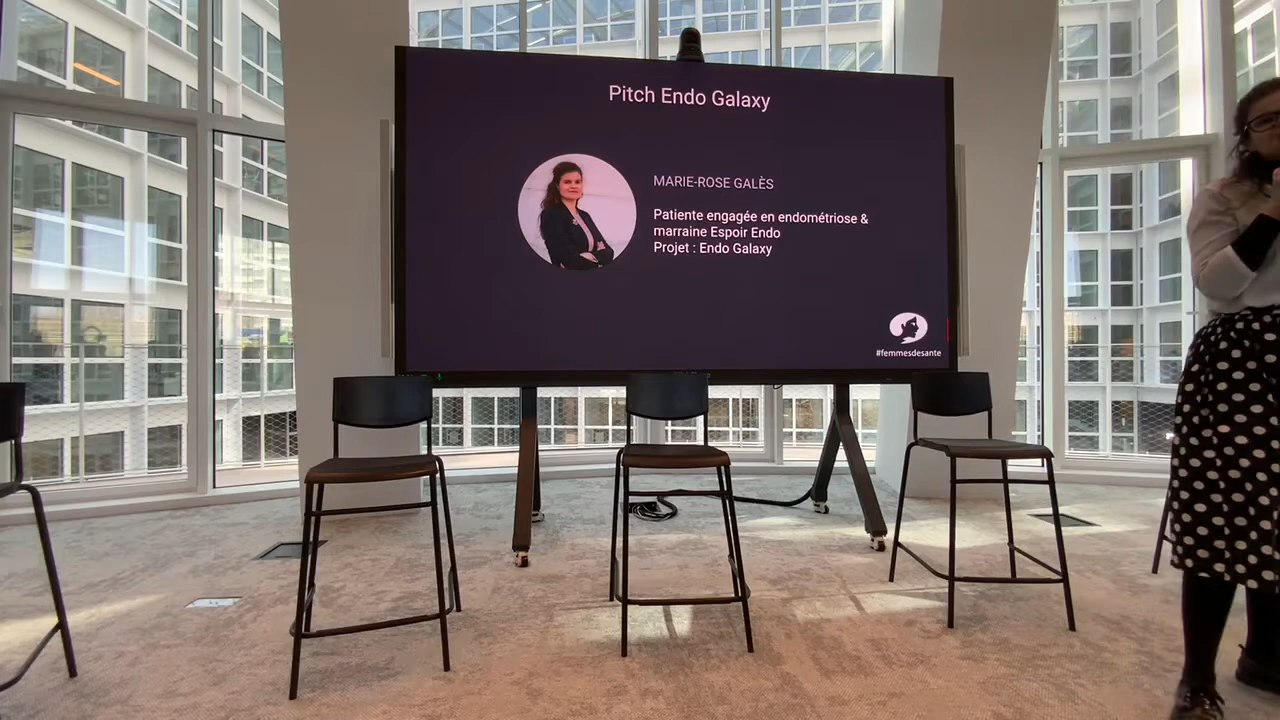 Pitch Endo Galaxy
MARIE-ROSE GALÈS
Patiente engagée en endométriose &
marraine Espoir Endo
Projet : Endo Galaxy
#femmesdesante